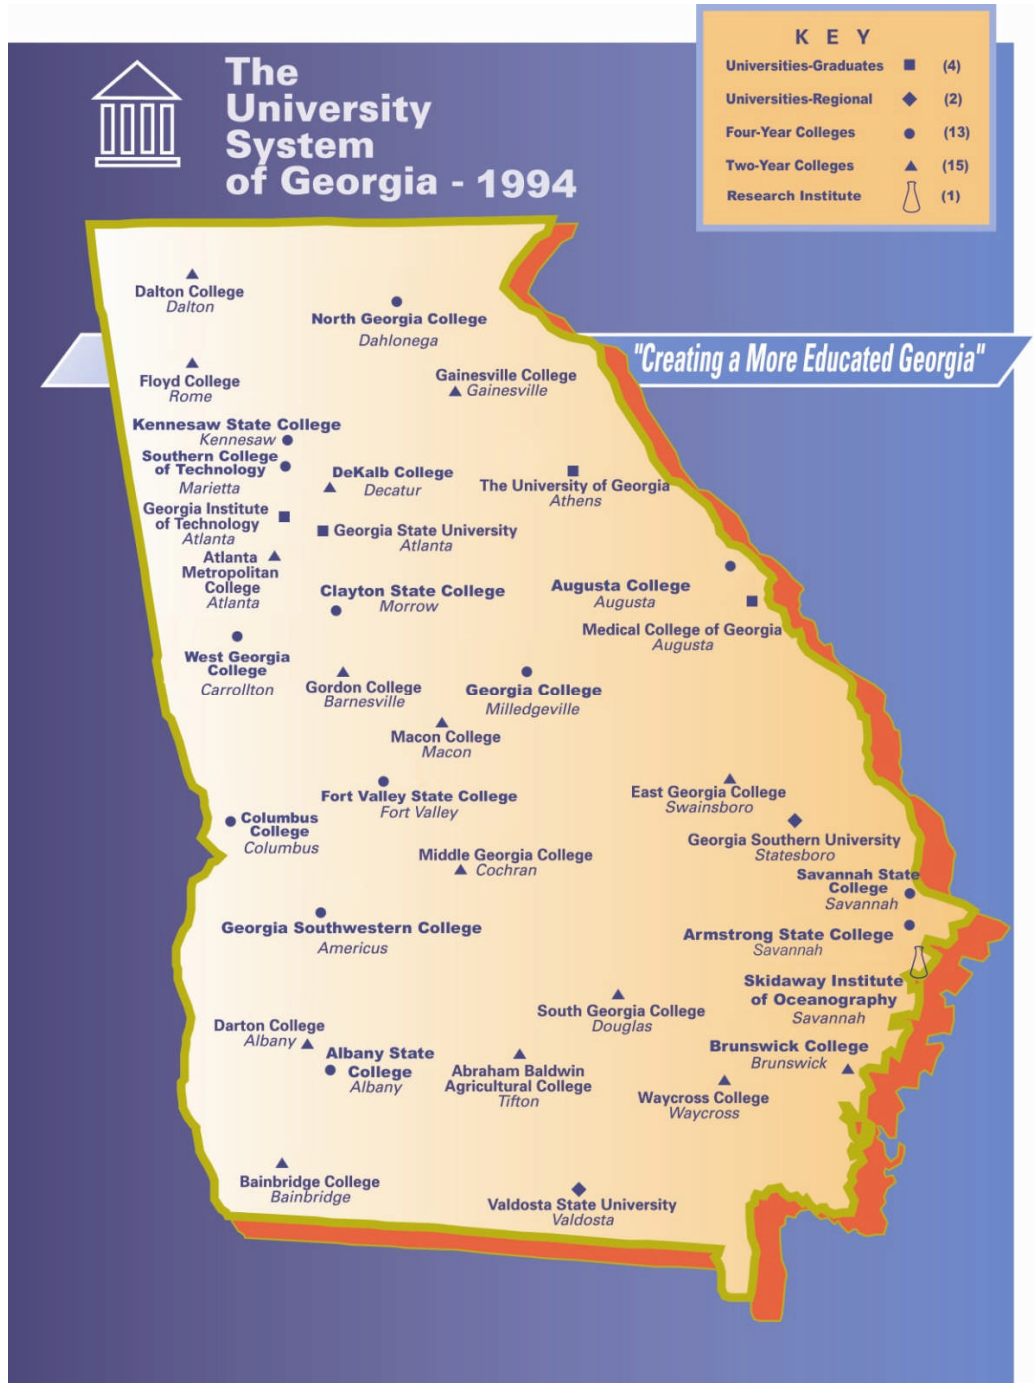 The
University
System
of Georgia - 1994
K E Y
Universities-Graduates (4)
Universities-Regional (2)
Four-Year Colleges (13)
Two-Year Colleges (15)
Research Institute (1)
"Creating a More Educated Georgia"
Dalton College
Dalton
North Georgia College
Dahlonega
Floyd College
Rome
Gainesville College
Gainesville
Kennesaw State College
Kennesaw
Southern College
of Technology
Marietta
DeKalb College
Decatur
The University of Georgia
Athens
Georgia Institute
of Technology
Atlanta
Georgia State University
Atlanta
Atlanta
Metropolitan
College
Atlanta
Clayton State College
Morrow
Augusta College
Augusta
Medical College of Georgia
Augusta
West Georgia
College
Carrollton
Gordon College
Barnesville
Georgia College
Milledgeville
Macon College
Macon
Fort Valley State College
Fort Valley
East Georgia College
Swainsboro
Columbus
College
Columbus
Georgia Southern University
Statesboro
Middle Georgia College
Cochran
Savannah State
College
Savannah
Georgia Southwestern College
Americus
Armstrong State College
Savannah
Skidaway Institute
of Oceanography
Savannah
South Georgia College
Douglas
Darton College
Albany
Albany State
College
Albany
Abraham Baldwin
Agricultural College
Tifton
Brunswick College
Brunswick
Waycross College
Waycross
Bainbridge College
Bainbridge
Valdosta State University
Valdosta